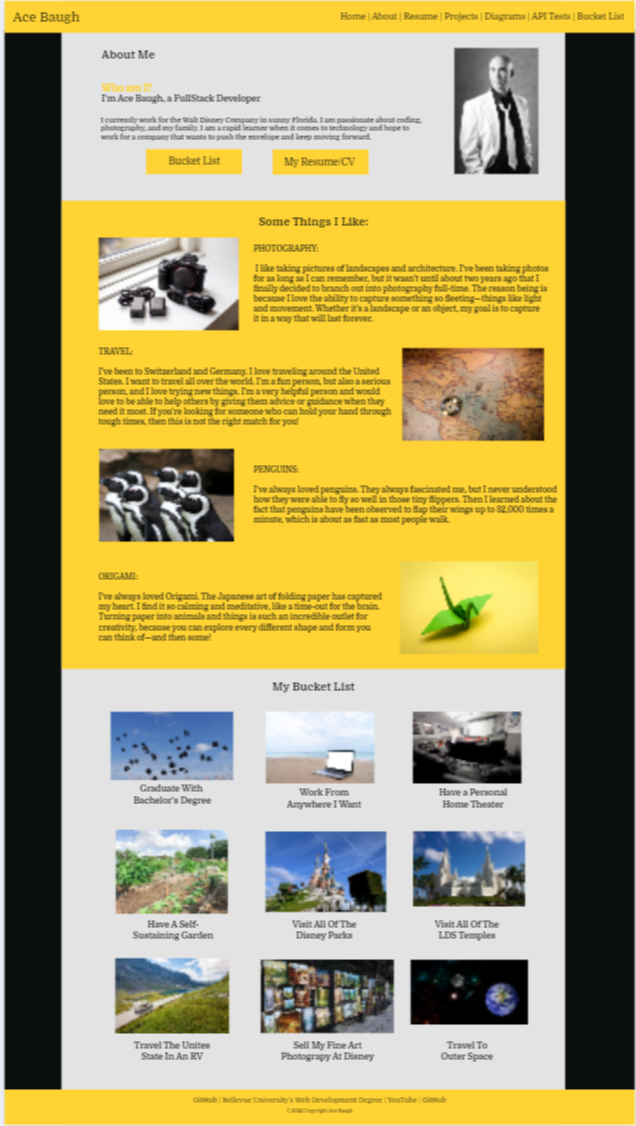 Ace Baugh
Home | About | Resume | Projects | Diagrams | API Tests | Bucket List
About Me
Who am I?
I'm Ace Baugh, a FullStack Developer
I currently work for the Walt Disney Company in sunny Florida. I am passionate about coding,
photography, and my family. I am a rapid learner when it comes to technology and hope to
work for a company that wants to push the envelope and keep moving forward.
Bucket List
My Resume/CV
Some Things I Like:
PHOTOGRAPHY:
I like taking pictures of landscapes and architecture. I've been taking photos
for as long as I can remember, but it wasn't until about two years ago that I
finally decided to branch out into photography full-time. The reason being is
because I love the ability to capture something so fleeting—things like light
and movement. Whether it's a landscape or an object, my goal is to capture
it in a way that will last forever.
TRAVEL:
I've been to Switzerland and Germany. I love traveling around the United
States. I want to travel all over the world. I'm a fun person, but also a serious
person, and I love trying new things. I'm a very helpful person and would
love to be able to help others by giving them advice or guidance when they
need it most. If you're looking for someone who can hold your hand through
tough times, then this is not the right match for you!
PENGUINS:
I've always loved penguins. They always fascinated me, but I never understood
how they were able to fly so well in those tiny flippers. Then I learned about the
fact that penguins have been observed to flap their wings up to 82,000 times a
minute, which is about as fast as most people walk.
ORIGAMI:
I've always loved Origami. The Japanese art of folding paper has captured
my heart. I find it so calming and meditative, like a time-out for the brain.
Turning paper into animals and things is such an incredible outlet for
creativity, because you can explore every different shape and form you
can think of—and then some!
My Bucket List
Graduate With
Bachelor's Degree
Work From
Anywhere I Want
Have a Personal
Home Theater
Have A Self-
Sustaining Garden
Visit All Of The
Disney Parks
Visit All Of The
LDS Temples
Travel The Unites
State In An RV
Sell My Fine Art
Photograpy At Disney
Travel To
Outer Space
GitHub | Bellevue University's Web Development Degree | YouTube | GitHub
©2022 Copyright Ace Baugh